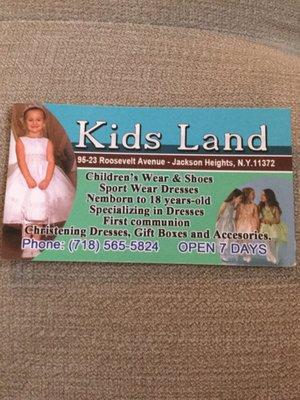 Kids Land
95-23 Roosevelt Avenue - Jackson Heights, N.Y.11372
Children's Wear & Shoes
Sport Wear Dresses
Nemborn to 18 years-old
Specializing in Dresses
First communion
Christening Dresses, Gift Boxes and Accesories.
Phone: (718) 565-5824 OPEN 7 DAYS